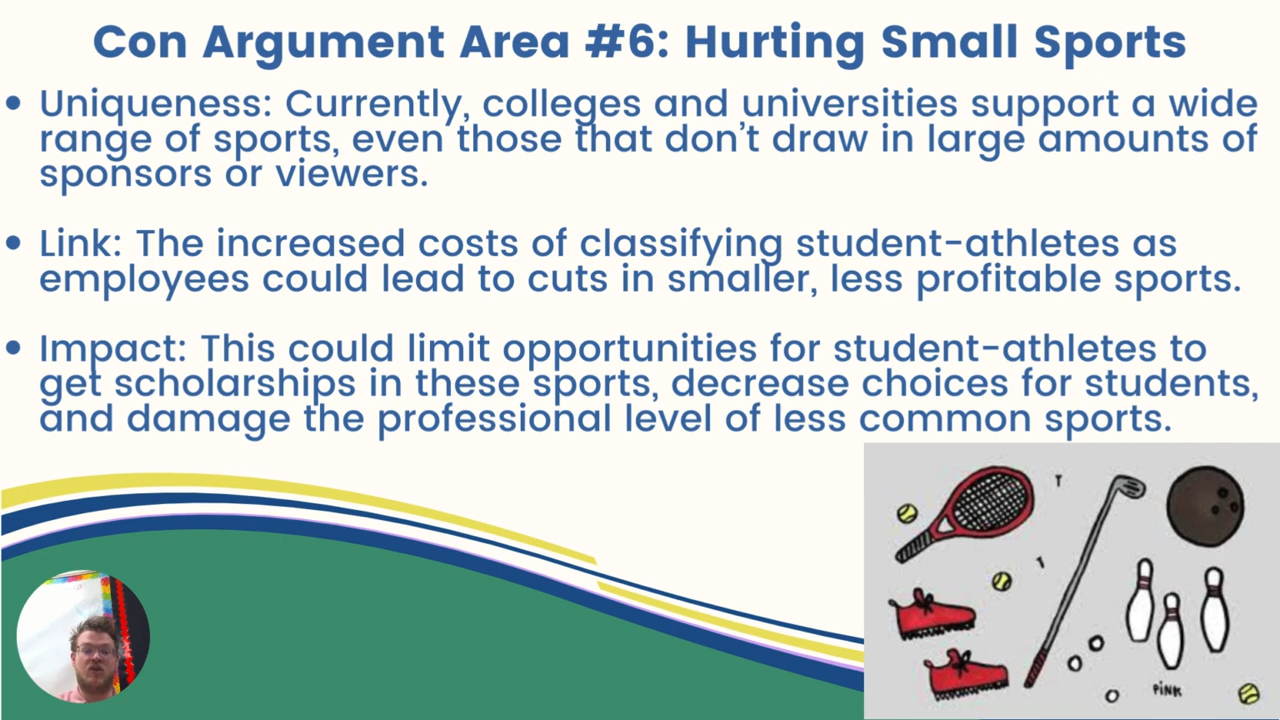 Con Argument Area #6: Hurting Small Sports
• Uniqueness: Currently, colleges and universities support a wide
range of sports, even those that don't draw in large amounts of
sponsors or viewers.
• Link: The increased costs of classifying student-athletes as
employees could lead to cuts in smaller, less profitable sports.
• Impact: This could limit opportunities for student-athletes to
get scholarships in these sports, decrease choices for students,
and damage the professional level of less common sports.
PiNK